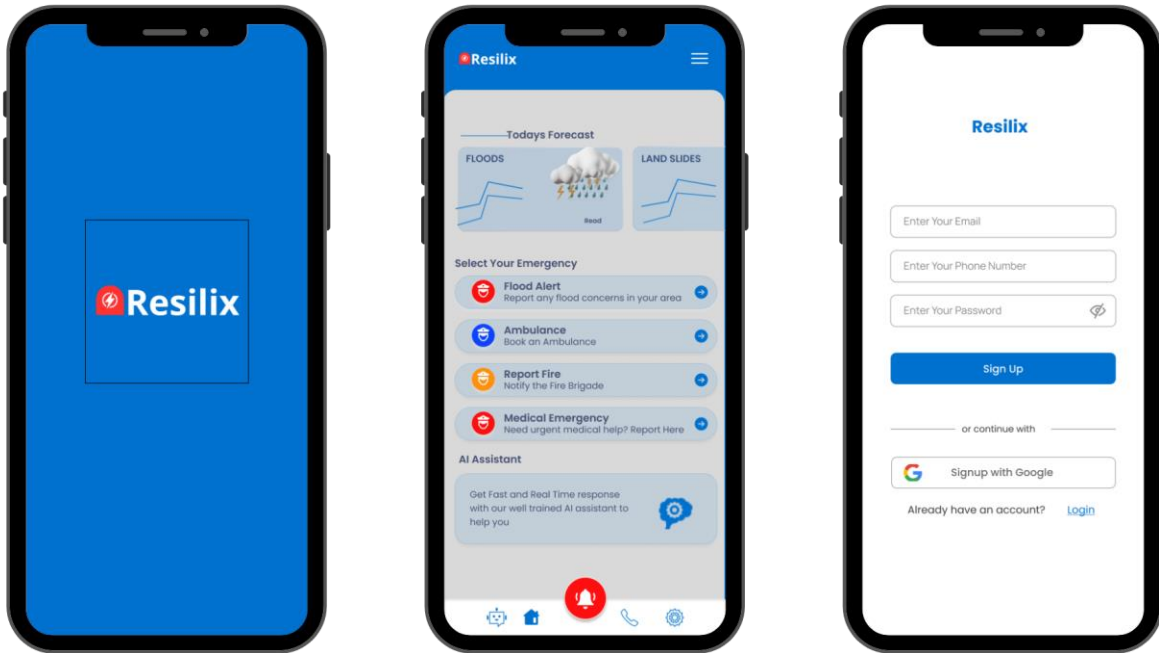 Resilix
Resilix
Todays Forecast
FLOODS
LAND SLIDES
Read
Select Your Emergency
Flood Alert
Report any flood concerns in your area
Ambulance
Book an Ambulance
Report Fire
Notify the Fire Brigade
Medical Emergency
Need urgent medical help? Report Here
AI Assistant
Get Fast and Real Time response
with our well trained AI assistant to
help you
Resilix
Enter Your Email
Enter Your Phone Number
Enter Your Password
Sign Up
or continue with
Signup with Google
Already have an account? Login